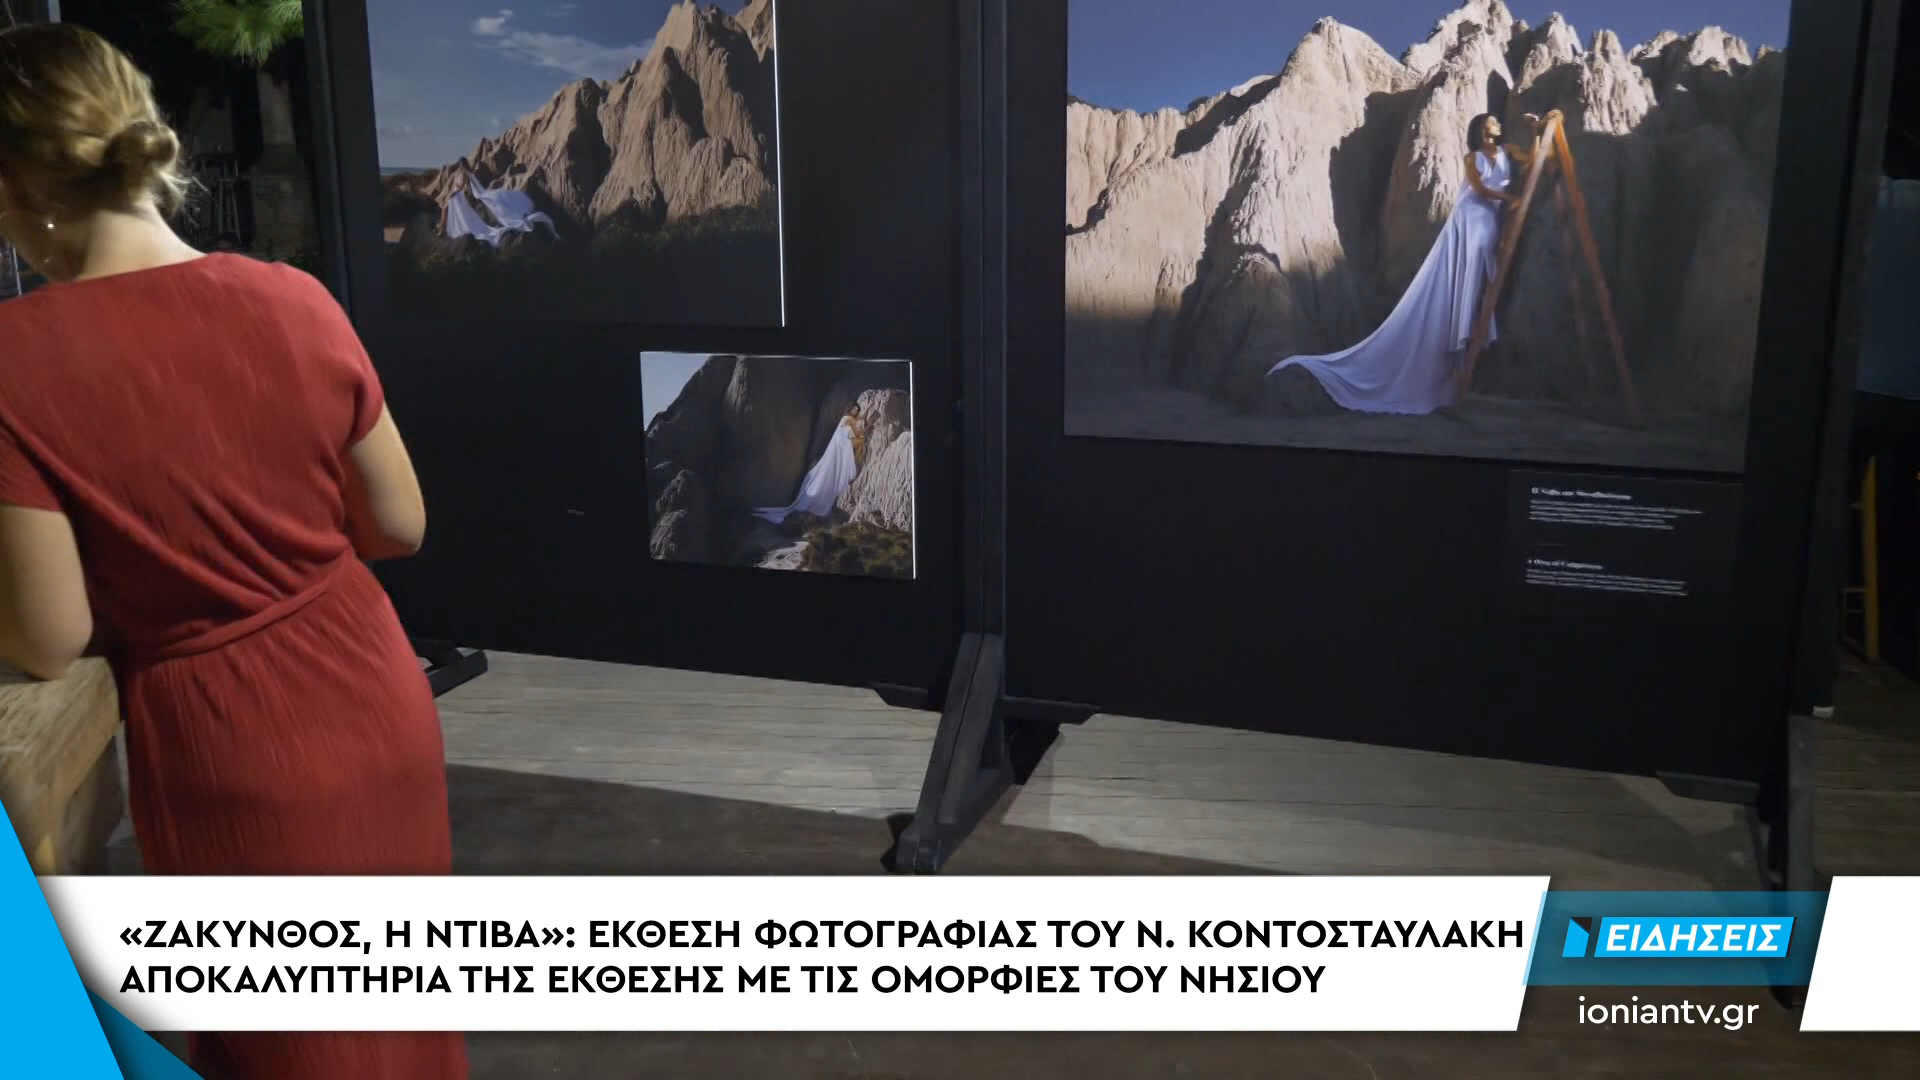 «ΖΑΚΥΝΘΟΣ, Η ΝΤΙΒΑ»: ΕΚΘΕΣΗ ΦΩΤΟΓΡΑΦΙΑΣ ΤΟΥ Ν. ΚΟΝΤΟΣΤΑΥΛΑΚΗ
ΑΠΟΚΑΛΥΠΤΗΡΙΑ ΤΗΣ ΕΚΘΕΣΗΣ ΜΕ ΤΙΣ ΟΜΟΡΦΙΕΣ ΤΟΥ ΝΗΣΙΟΥ
ΕΙΔΗΣΕΙΣ
ioniantv.gr